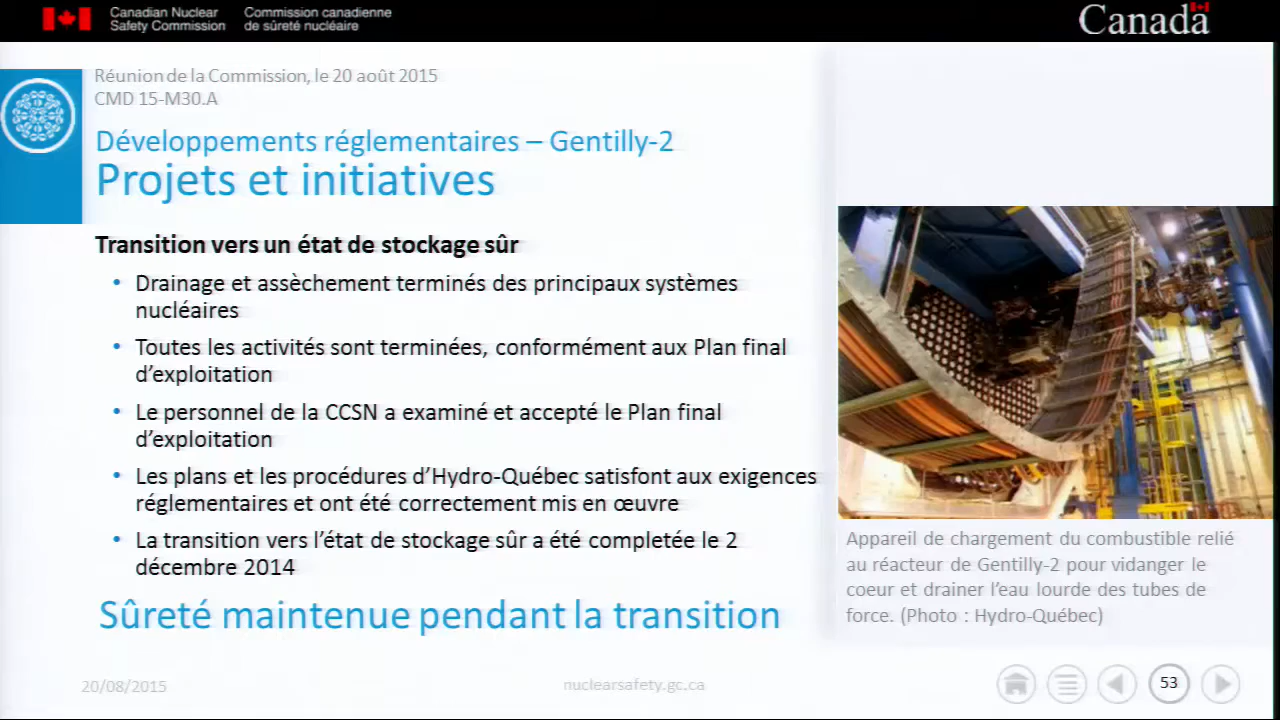 Canadian Nuclear
Safety Commission
Commission canadienne
de sûreté nucléaire
Canada
Réunion de la Commission, le 20 août 2015
CMD 15-M30.A
Développements réglementaires – Gentilly-2
Projets et initiatives
Transition vers un état de stockage sûr
• Drainage et assèchement terminés des principaux systèmes
nucléaires
• Toutes les activités sont terminées, conformément aux Plan final
d'exploitation
• Le personnel de la CCSN a examiné et accepté le Plan final
d'exploitation
• Les plans et les procédures d'Hydro-Québec satisfont aux exigences
réglementaires et ont été correctement mis en œuvre
• La transition vers l'état de stockage sûr a été completée le 2
décembre 2014
Sûreté maintenue pendant la transition
Appareil de chargement du combustible relié
au réacteur de Gentilly-2 pour vidanger le
coeur et drainer l'eau lourde des tubes de
force. (Photo : Hydro-Québec)
20/08/2015
nuclearsafety.gc.ca
53